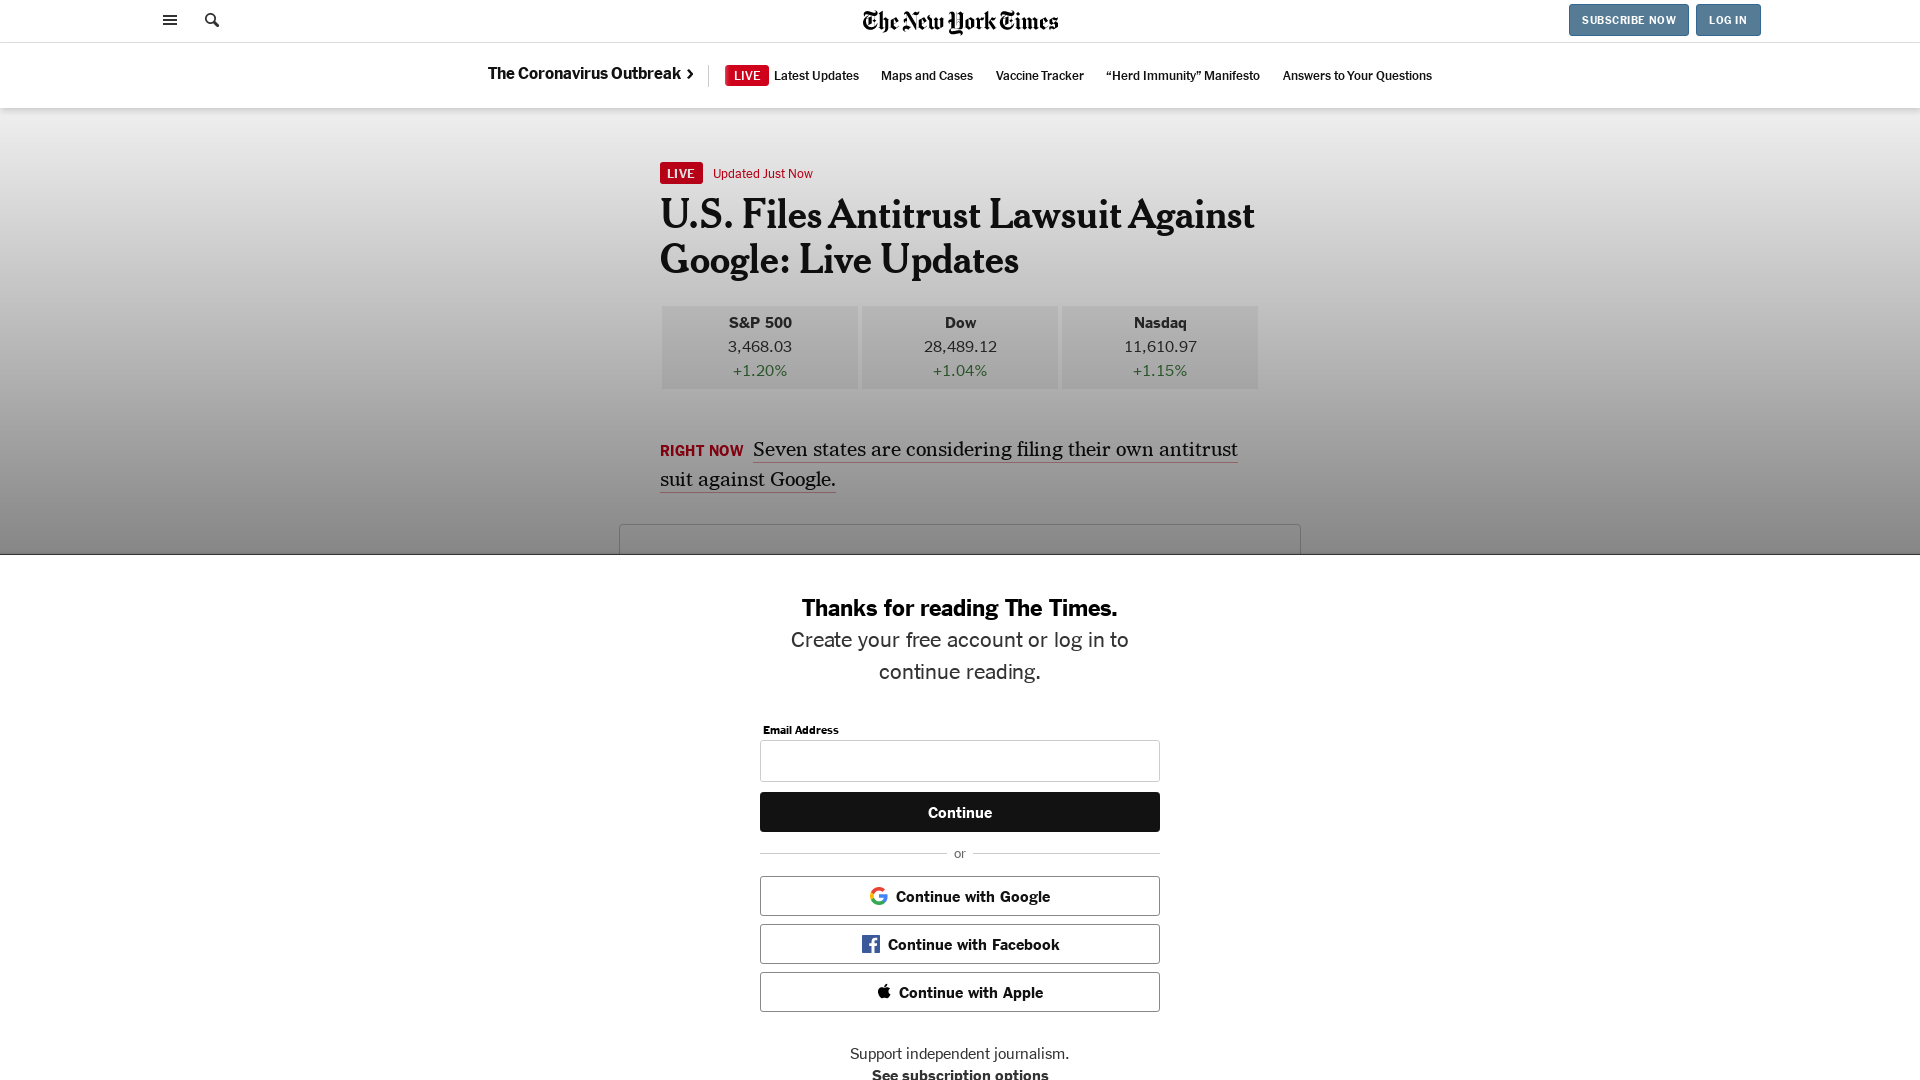 The New York Times
SUBSCRIBE NOW
LOG IN
The Coronavirus Outbreak
LIVE Latest Updates
Maps and Cases
Vaccine Tracker
“Herd Immunity” Manifesto
Answers to Your Questions
LIVE Updated Just Now
U.S. Files Antitrust Lawsuit Against
Google: Live Updates
S&P 500
3,468.03
+1.20%
Dow
28,489.12
+1.04%
Nasdaq
11,610.97
+1.15%
RIGHT NOW Seven states are considering filing their own antitrust
suit against Google.
Thanks for reading The Times.
Create your free account or log in to
continue reading.
Email Address
Continue
or
Continue with Google
Continue with Facebook
Continue with Apple
Support independent journalism.
See subscription options